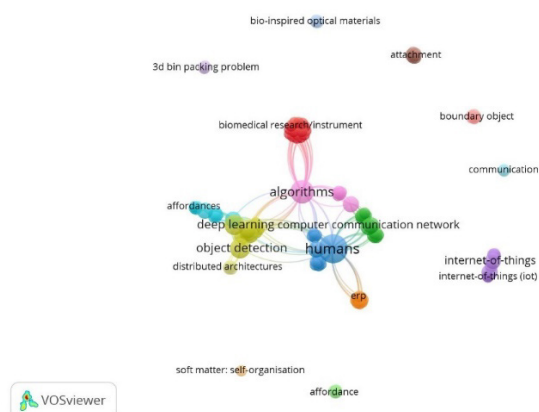 bio-inspired optical materials
attachment
3d bin packing problem
boundary object
biomedical research/instrument
communication
algorithms
affordances
deep learning computer communication network
object detection
humans
internet-of-things
distributed architectures
internet-of-things (iot)
erp
soft matter: self-organisation
affordance
VOSviewer